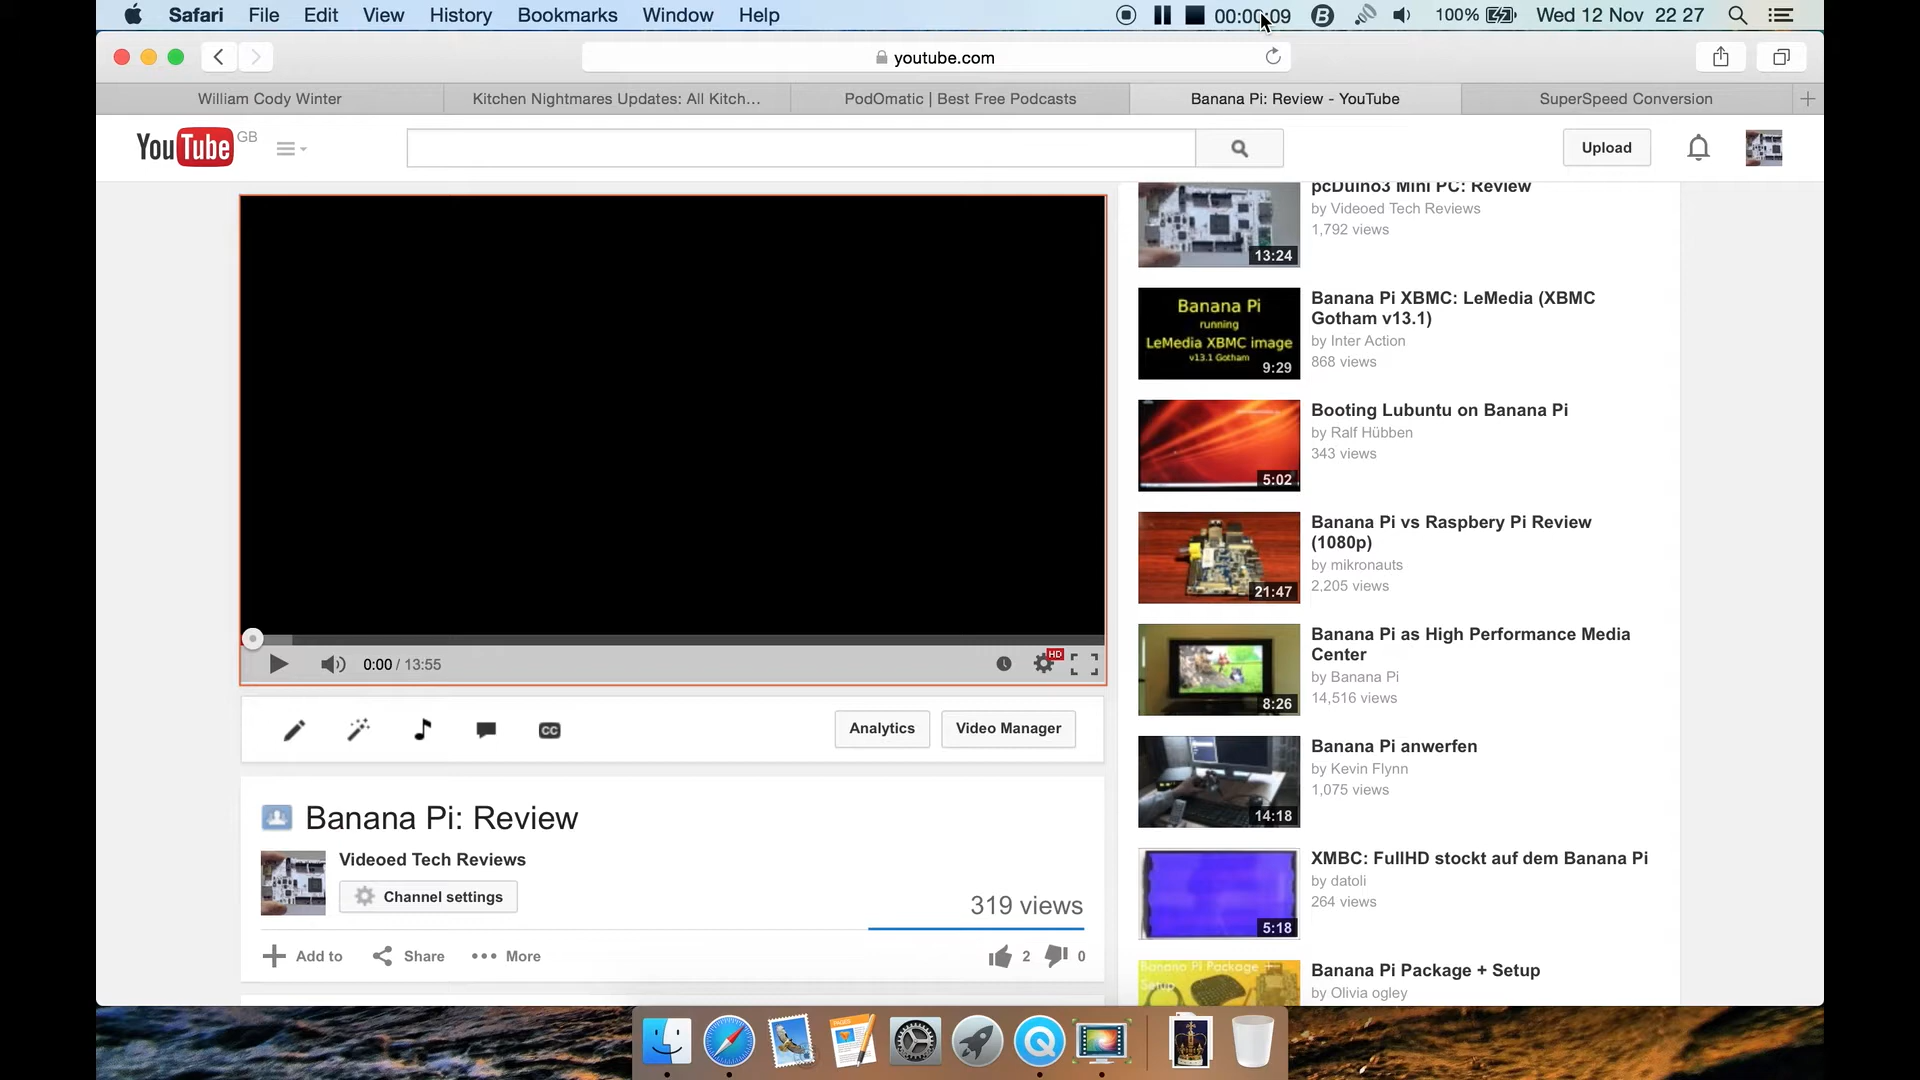 Safari File Edit View History Bookmarks Window Help 00:00:09 100% Wed 12 Nov 22 27
youtube.com
William Cody Winter
Kitchen Nightmares Updates: All Kitch…
PodOmatic | Best Free Podcasts
Banana Pi: Review - YouTube
SuperSpeed Conversion
YouTube GB
Upload
pcDuino3 Mini PC: Review
by Videoed Tech Reviews
1,792 views
13:24
Banana Pi
running
LeMedia XBMC image
v13.1 Gotham
9:29
Banana Pi XBMC: LeMedia (XBMC
Gotham v13.1)
by Inter Action
868 views
Booting Lubuntu on Banana Pi
by Ralf Hübben
343 views
5:02
Banana Pi vs Raspbery Pi Review
(1080p)
by mikronauts
2,205 views
21:47
Banana Pi as High Performance Media
Center
by Banana Pi
14,516 views
8:26
Banana Pi anwerfen
by Kevin Flynn
1,075 views
14:18
XMBC: FullHD stockt auf dem Banana Pi
by datoli
264 views
5:18
Banana Pi Package +
Setup
Banana Pi Package + Setup
by Olivia ogley
0:00 / 13:55
HD
CC
Analytics
Video Manager
Banana Pi: Review
Videoed Tech Reviews
Channel settings
319 views
Add to
Share
More
2
0